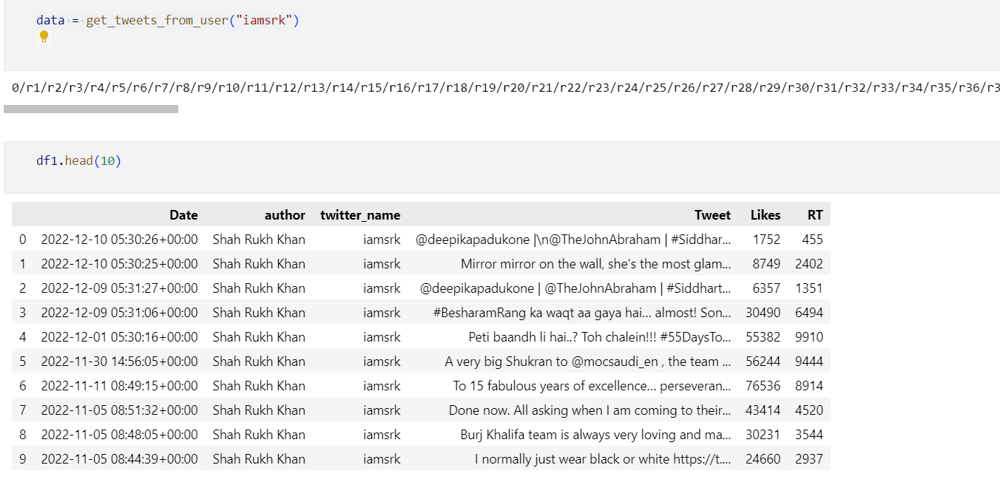 data = get_tweets_from_user("iamsrk")
0/r1/r2/r3/r4/r5/r6/r7/r8/r9/r10/r11/r12/r13/r14/r15/r16/r17/r18/r19/r20/r21/r22/r23/r24/r25/r26/r27/r28/r29/r30/r31/r32/r33/r34/r35/r36/r3
df1.head(10)
Date author twitter_name Tweet Likes RT
0 2022-12-10 05:30:26+00:00 Shah Rukh Khan iamsrk @deepikapadukone |\n@TheJohnAbraham | #Siddhar... 1752 455
1 2022-12-10 05:30:25+00:00 Shah Rukh Khan iamsrk Mirror mirror on the wall, she’s the most glam... 8749 2402
2 2022-12-09 05:31:27+00:00 Shah Rukh Khan iamsrk @deepikapadukone | @TheJohnAbraham | #Siddhart... 6357 1351
3 2022-12-09 05:31:06+00:00 Shah Rukh Khan iamsrk #BesharamRang ka waqt aa gaya hai... almost! Son... 30490 6494
4 2022-12-01 05:30:16+00:00 Shah Rukh Khan iamsrk Peti baandh li hai..? Toh chalein!!! #55DaysTo... 55382 9910
5 2022-11-30 14:56:05+00:00 Shah Rukh Khan iamsrk A very big Shukran to @mocsaudi_en , the team ... 56244 9444
6 2022-11-11 08:49:15+00:00 Shah Rukh Khan iamsrk To 15 fabulous years of excellence... perseveran... 76536 8914
7 2022-11-05 08:51:32+00:00 Shah Rukh Khan iamsrk Done now. All asking when I am coming to their... 43414 4520
8 2022-11-05 08:48:05+00:00 Shah Rukh Khan iamsrk Burj Khalifa team is always very loving and ma... 30231 3544
9 2022-11-05 08:44:39+00:00 Shah Rukh Khan iamsrk I normally just wear black or white https://t.... 24660 2937